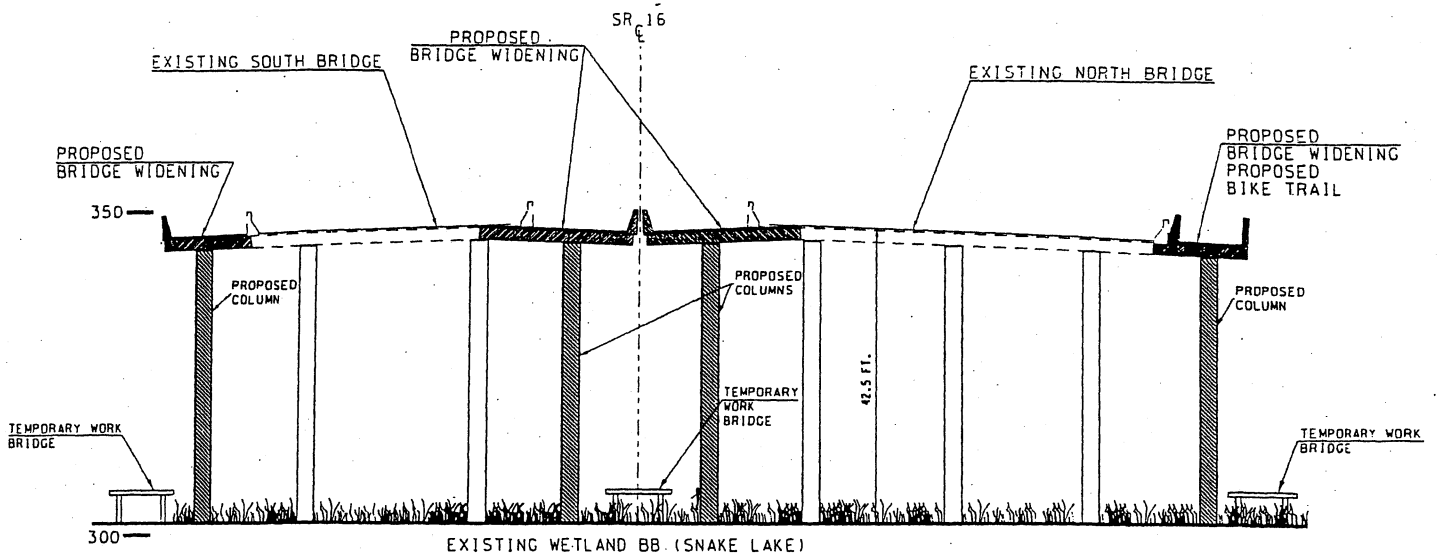 SR 16
℄
PROPOSED
BRIDGE WIDENING
EXISTING SOUTH BRIDGE
EXISTING NORTH BRIDGE
PROPOSED
BRIDGE WIDENING
PROPOSED
BRIDGE WIDENING
PROPOSED
BIKE TRAIL
350
PROPOSED
COLUMN
PROPOSED
COLUMNS
PROPOSED
COLUMN
42.5 FT.
TEMPORARY
WORK
BRIDGE
TEMPORARY WORK
BRIDGE
TEMPORARY WORK
BRIDGE
300
EXISTING WETLAND BB (SNAKE LAKE)